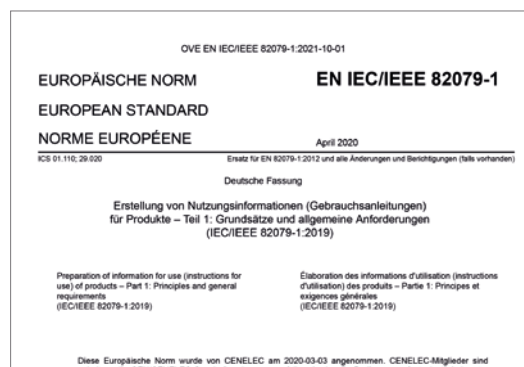 OVE EN IEC/IEEE 82079-1:2021-10-01
EUROPÄISCHE NORM
EN IEC/IEEE 82079-1
EUROPEAN STANDARD
NORME EUROPÉENE
April 2020
ICS 01.110; 29.020
Ersatz für EN 82079-1:2012 und alle Änderungen und Berichtigungen (falls vorhanden)
Deutsche Fassung
Erstellung von Nutzungsinformationen (Gebrauchsanleitungen)
für Produkte – Teil 1: Grundsätze und allgemeine Anforderungen
(IEC/IEEE 82079-1:2019)
Preparation of information for use (instructions for
use) of products – Part 1: Principles and general
requirements
(IEC/IEEE 82079-1:2019)
Élaboration des informations d'utilisation (instructions
d'utilisation) des produits – Partie 1: Principes et
exigences générales
(IEC/IEEE 82079-1:2019)
Diese Europäische Norm wurde von CENELEC am 2020-03-03 angenommen. CENELEC-Mitglieder sind